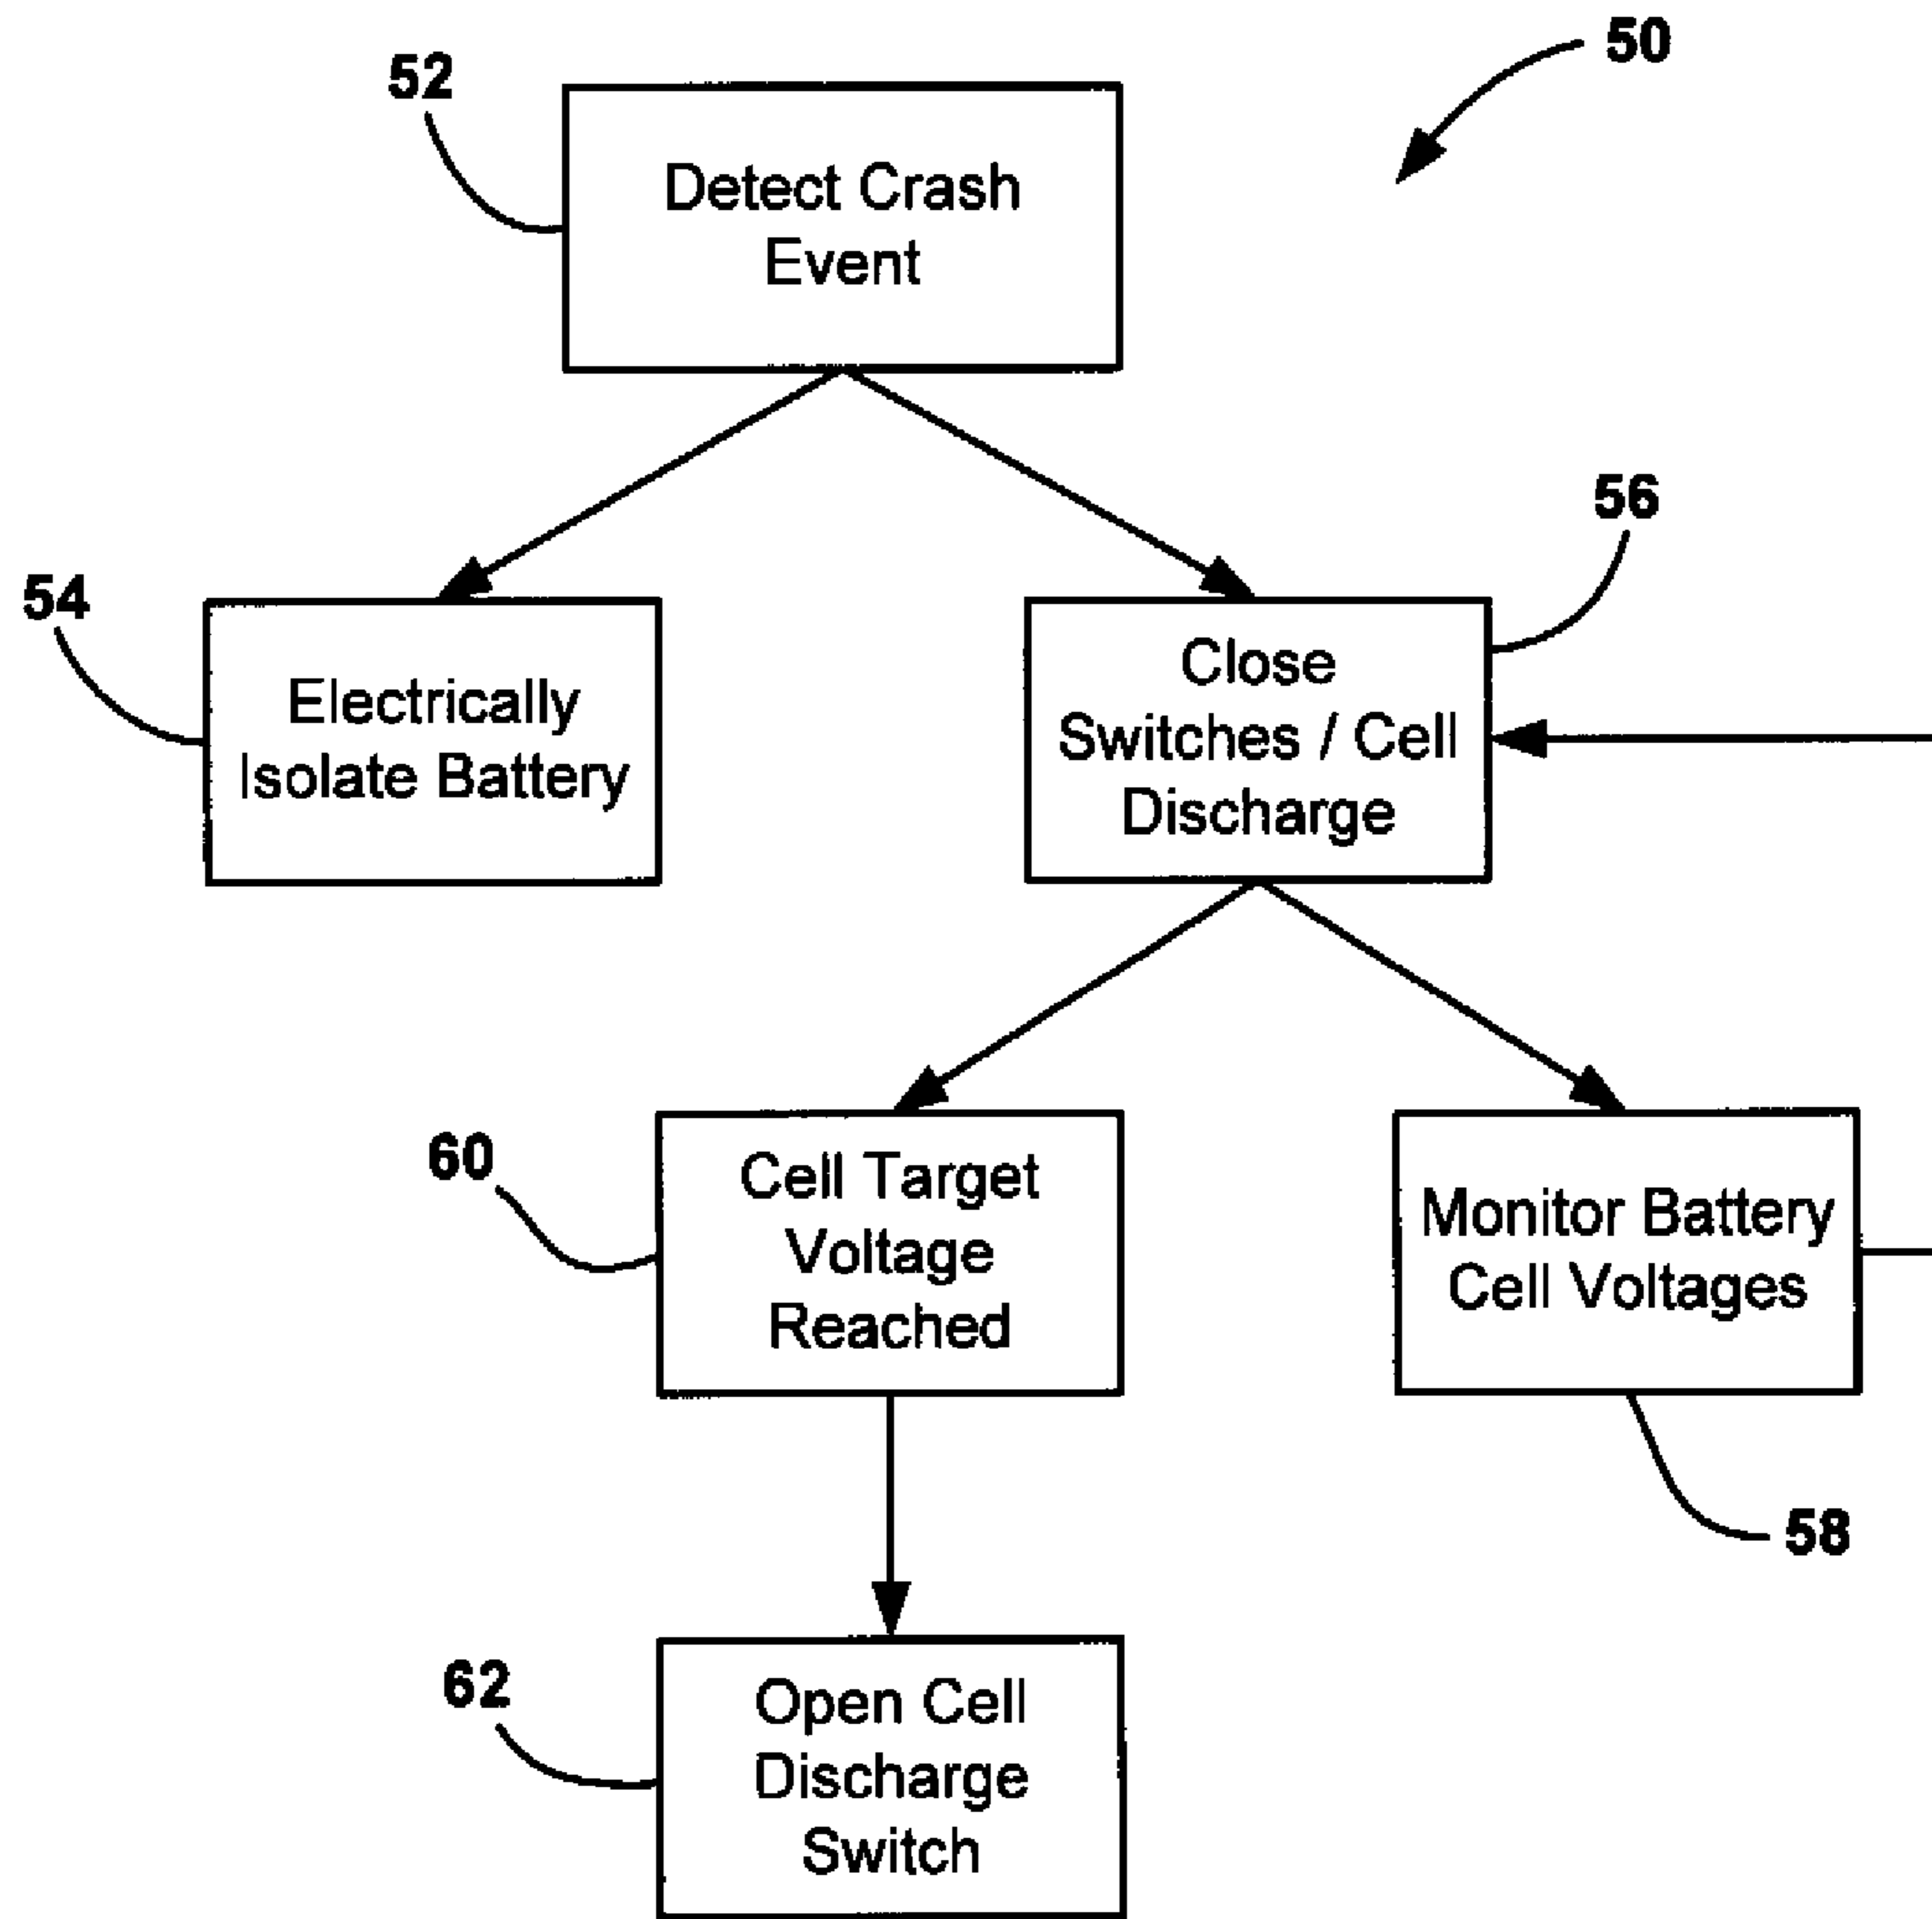 50
52
Detect Crash
Event
56
54
Electrically
Isolate Battery
Close
Switches / Cell
Discharge
60
Cell Target
Voltage
Reached
Monitor Battery
Cell Voltages
58
62
Open Cell
Discharge
Switch